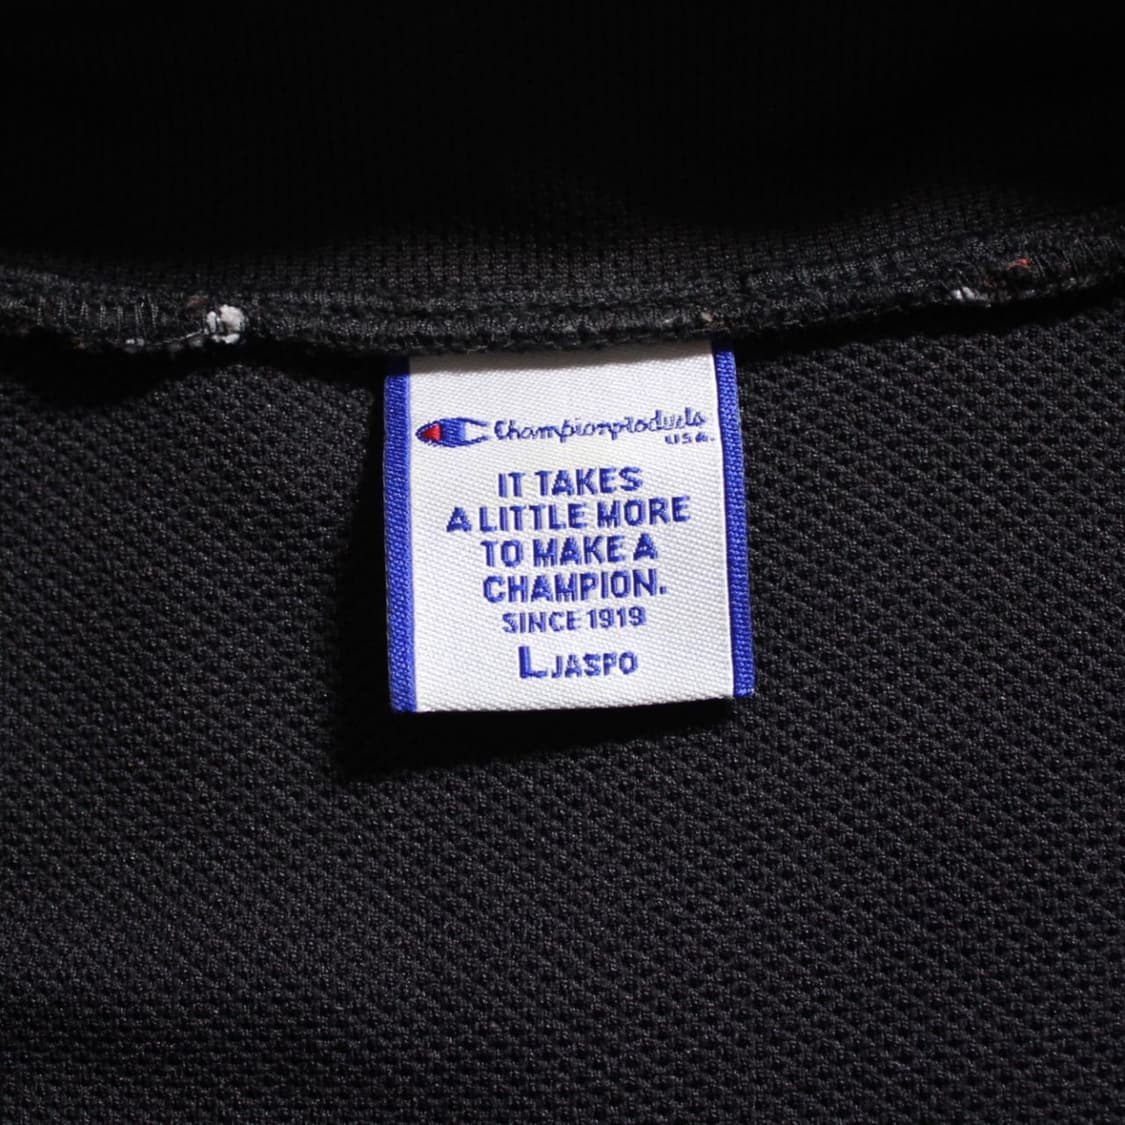 Championproducts
USA.
IT TAKES
A LITTLE MORE
TO MAKE A
CHAMPION.
SINCE 1919
L JASPO